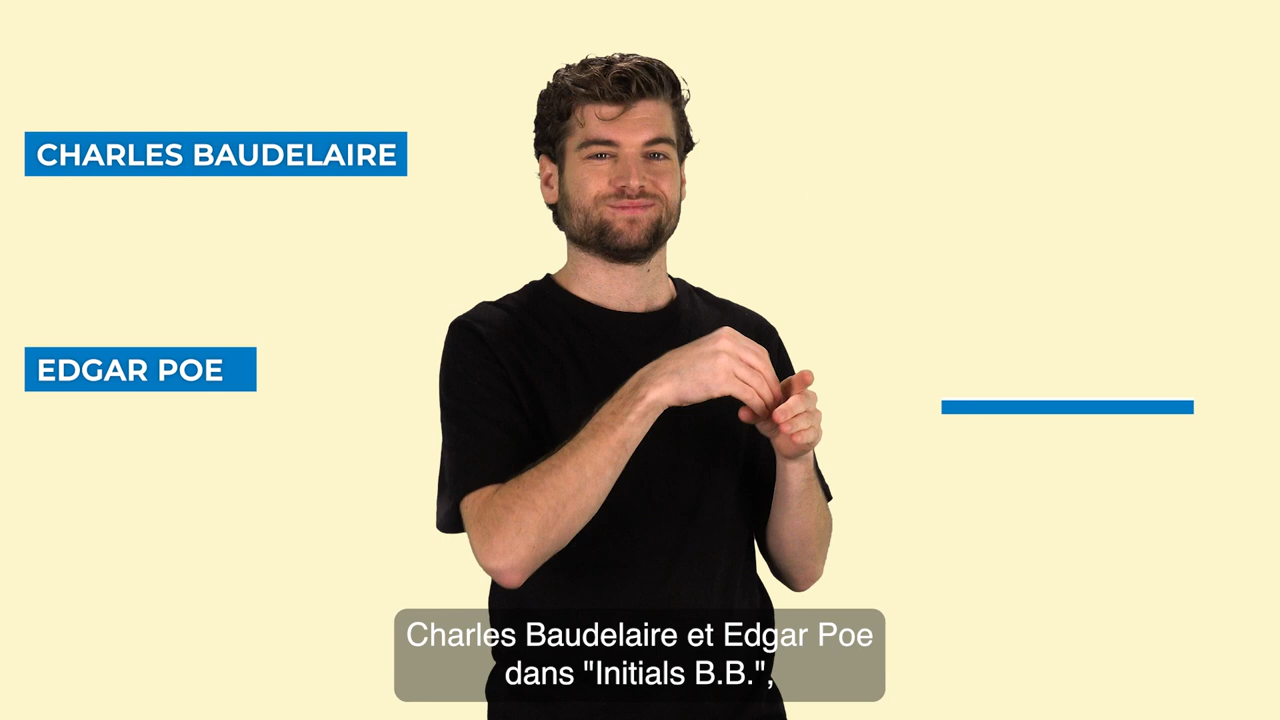 CHARLES BAUDELAIRE
EDGAR POE
Charles Baudelaire et Edgar Poe
dans "Initials B.B.",